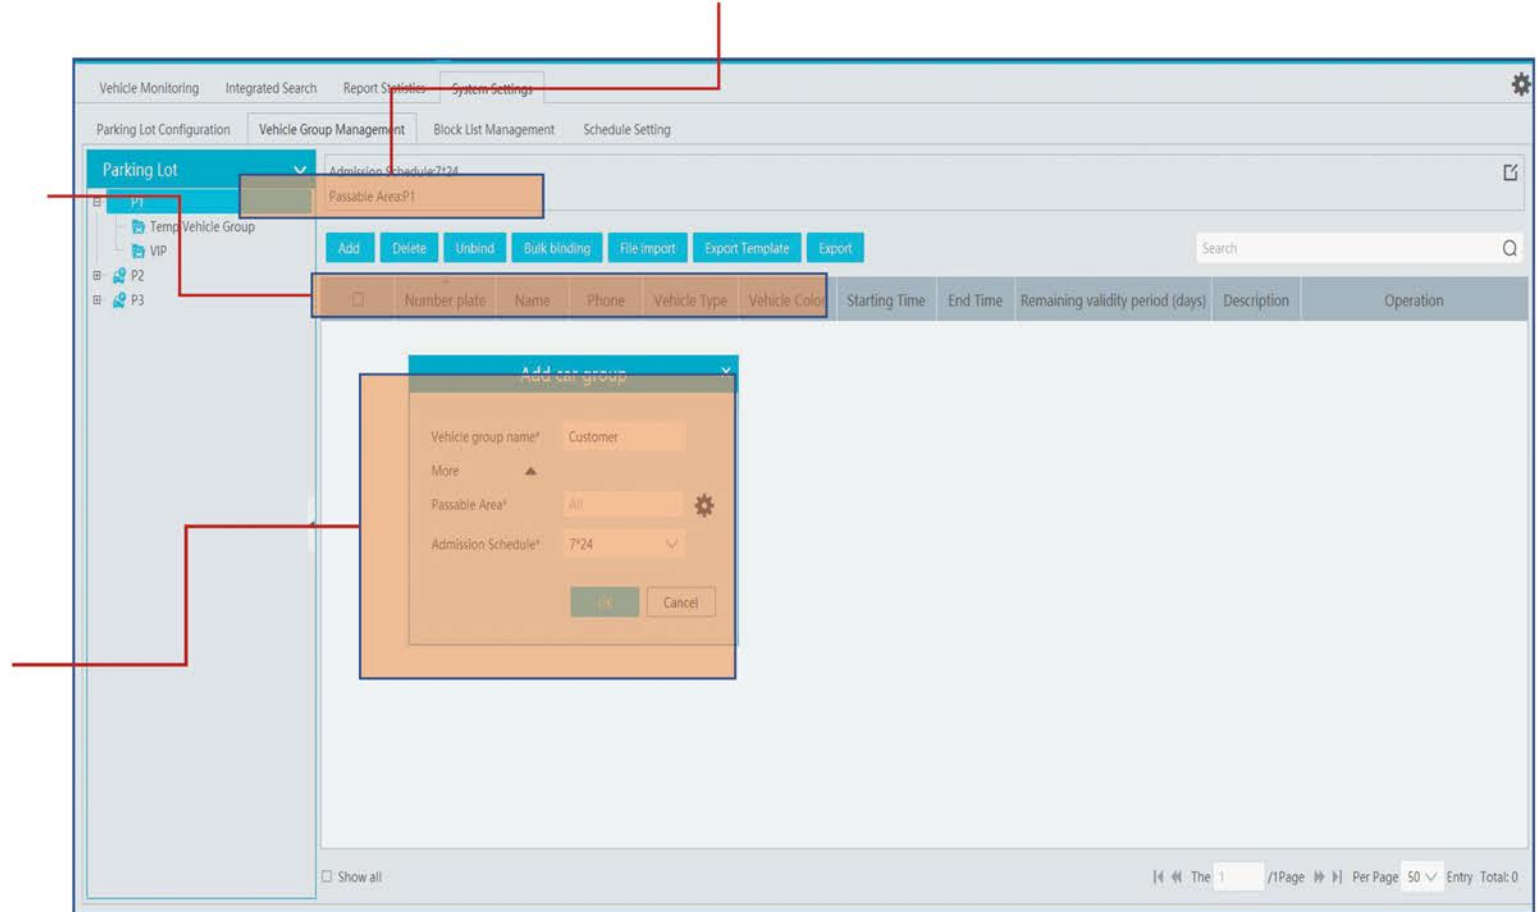 Vehicle Monitoring Integrated Search Report Statistics System Settings
Parking Lot Configuration Vehicle Group Management Block List Management Schedule Setting
Parking Lot
Admission Schedule:7*24
P1
Passable Area:P1
Temp Vehicle Group
VIP
P2
P3
Add Delete Unbind Bulk binding File import Export Template Export
Search
Number plate Name Phone Vehicle Type Vehicle Color Starting Time End Time Remaining validity period (days) Description Operation
Add car group
Vehicle group name* Customer
More
Passable Area* All
Admission Schedule* 7*24
OK Cancel
Show all
The 1 /1Page Per Page 50 Entry Total: 0